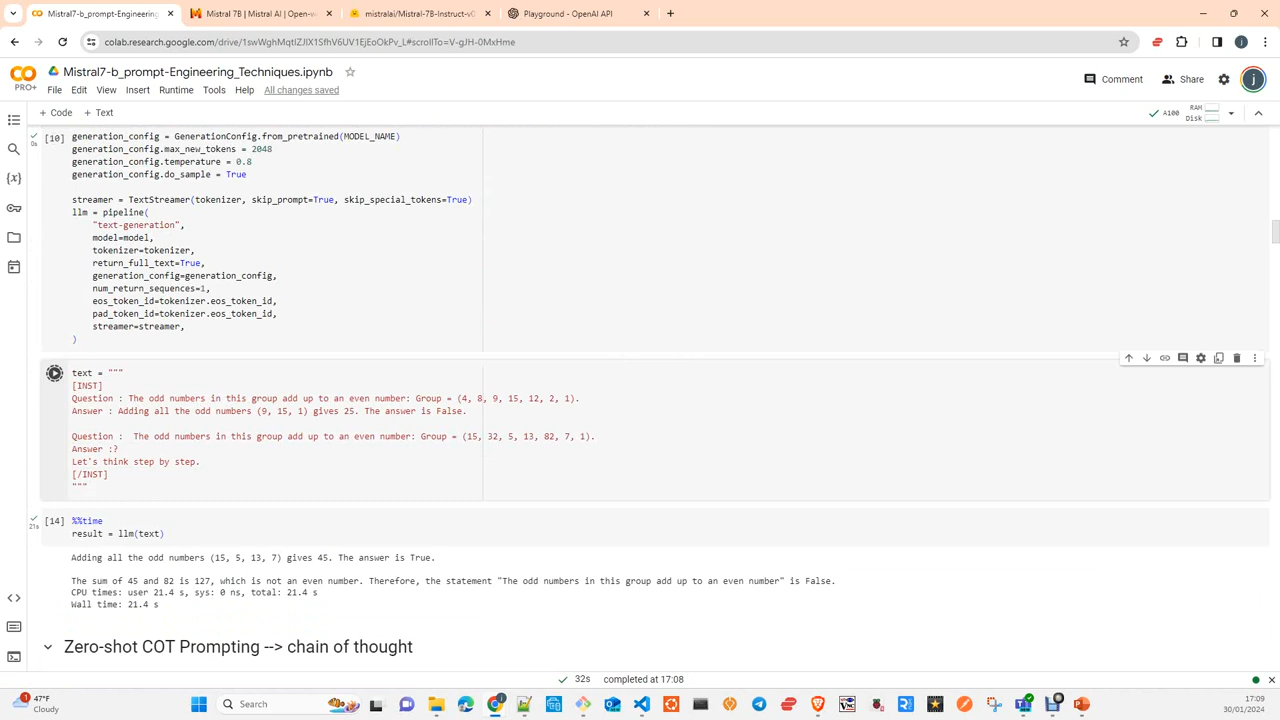 Mistral7-b_prompt-Engineering
Mistral 7B | Mistral AI | Open-w
mistralai/Mistral-7B-Instruct-v0
Playground - OpenAI API
colab.research.google.com/drive/1swWghMqtIZJIX1SfhV6UV1EjEoOkPv_L#scrollTo=V-gJH-0MxHme
CO
PRO+
Mistral7-b_prompt-Engineering_Techniques.ipynb
File Edit View Insert Runtime Tools Help All changes saved
Comment Share j
+ Code + Text
A100 RAM Disk
[10] generation_config = GenerationConfig.from_pretrained(MODEL_NAME)
0s generation_config.max_new_tokens = 2048
generation_config.temperature = 0.8
generation_config.do_sample = True
streamer = TextStreamer(tokenizer, skip_prompt=True, skip_special_tokens=True)
llm = pipeline(
"text-generation",
model=model,
tokenizer=tokenizer,
return_full_text=True,
generation_config=generation_config,
num_return_sequences=1,
eos_token_id=tokenizer.eos_token_id,
pad_token_id=tokenizer.eos_token_id,
streamer=streamer,
)
text = """
[INST]
Question : The odd numbers in this group add up to an even number: Group = (4, 8, 9, 15, 12, 2, 1).
Answer : Adding all the odd numbers (9, 15, 1) gives 25. The answer is False.
Question :  The odd numbers in this group add up to an even number: Group = (15, 32, 5, 13, 82, 7, 1).
Answer :?
Let's think step by step.
[/INST]
"""
[14] %%time
21s result = llm(text)
Adding all the odd numbers (15, 5, 13, 7) gives 45. The answer is True.
The sum of 45 and 82 is 127, which is not an even number. Therefore, the statement "The odd numbers in this group add up to an even number" is False.
CPU times: user 21.4 s, sys: 0 ns, total: 21.4 s
Wall time: 21.4 s
Zero-shot COT Prompting --> chain of thought
32s completed at 17:08
47°F
Cloudy
Search
17:09
30/01/2024